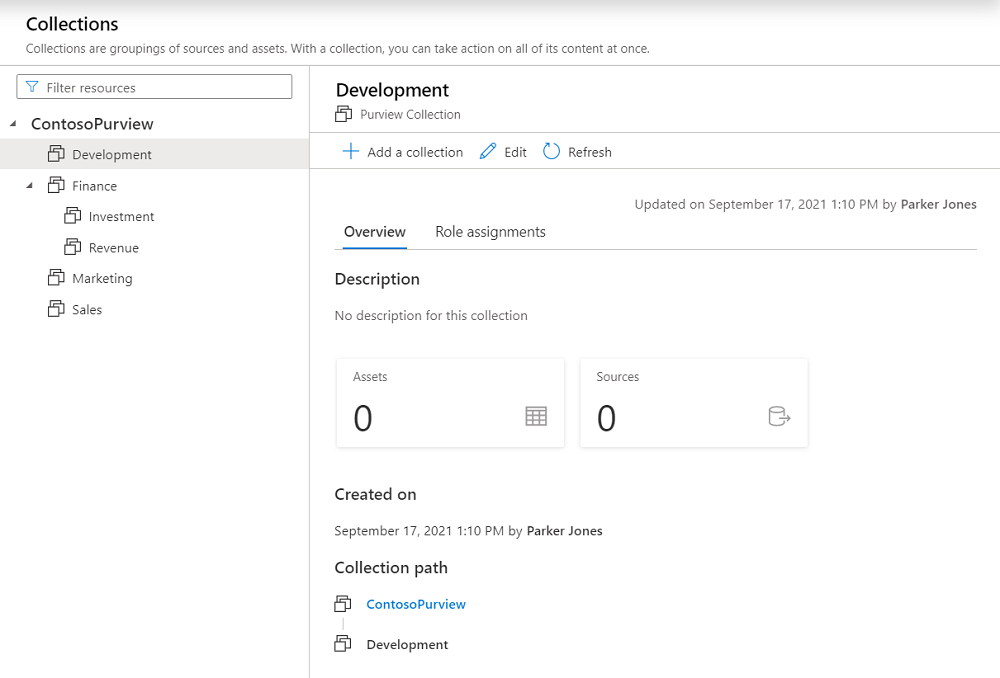 Collections
Collections are groupings of sources and assets. With a collection, you can take action on all of its content at once.
Filter resources
ContosoPurview
Development
Finance
Investment
Revenue
Marketing
Sales
Development
Purview Collection
Add a collection Edit Refresh
Updated on September 17, 2021 1:10 PM by Parker Jones
Overview Role assignments
Description
No description for this collection
Assets
0
Sources
0
Created on
September 17, 2021 1:10 PM by Parker Jones
Collection path
ContosoPurview
Development